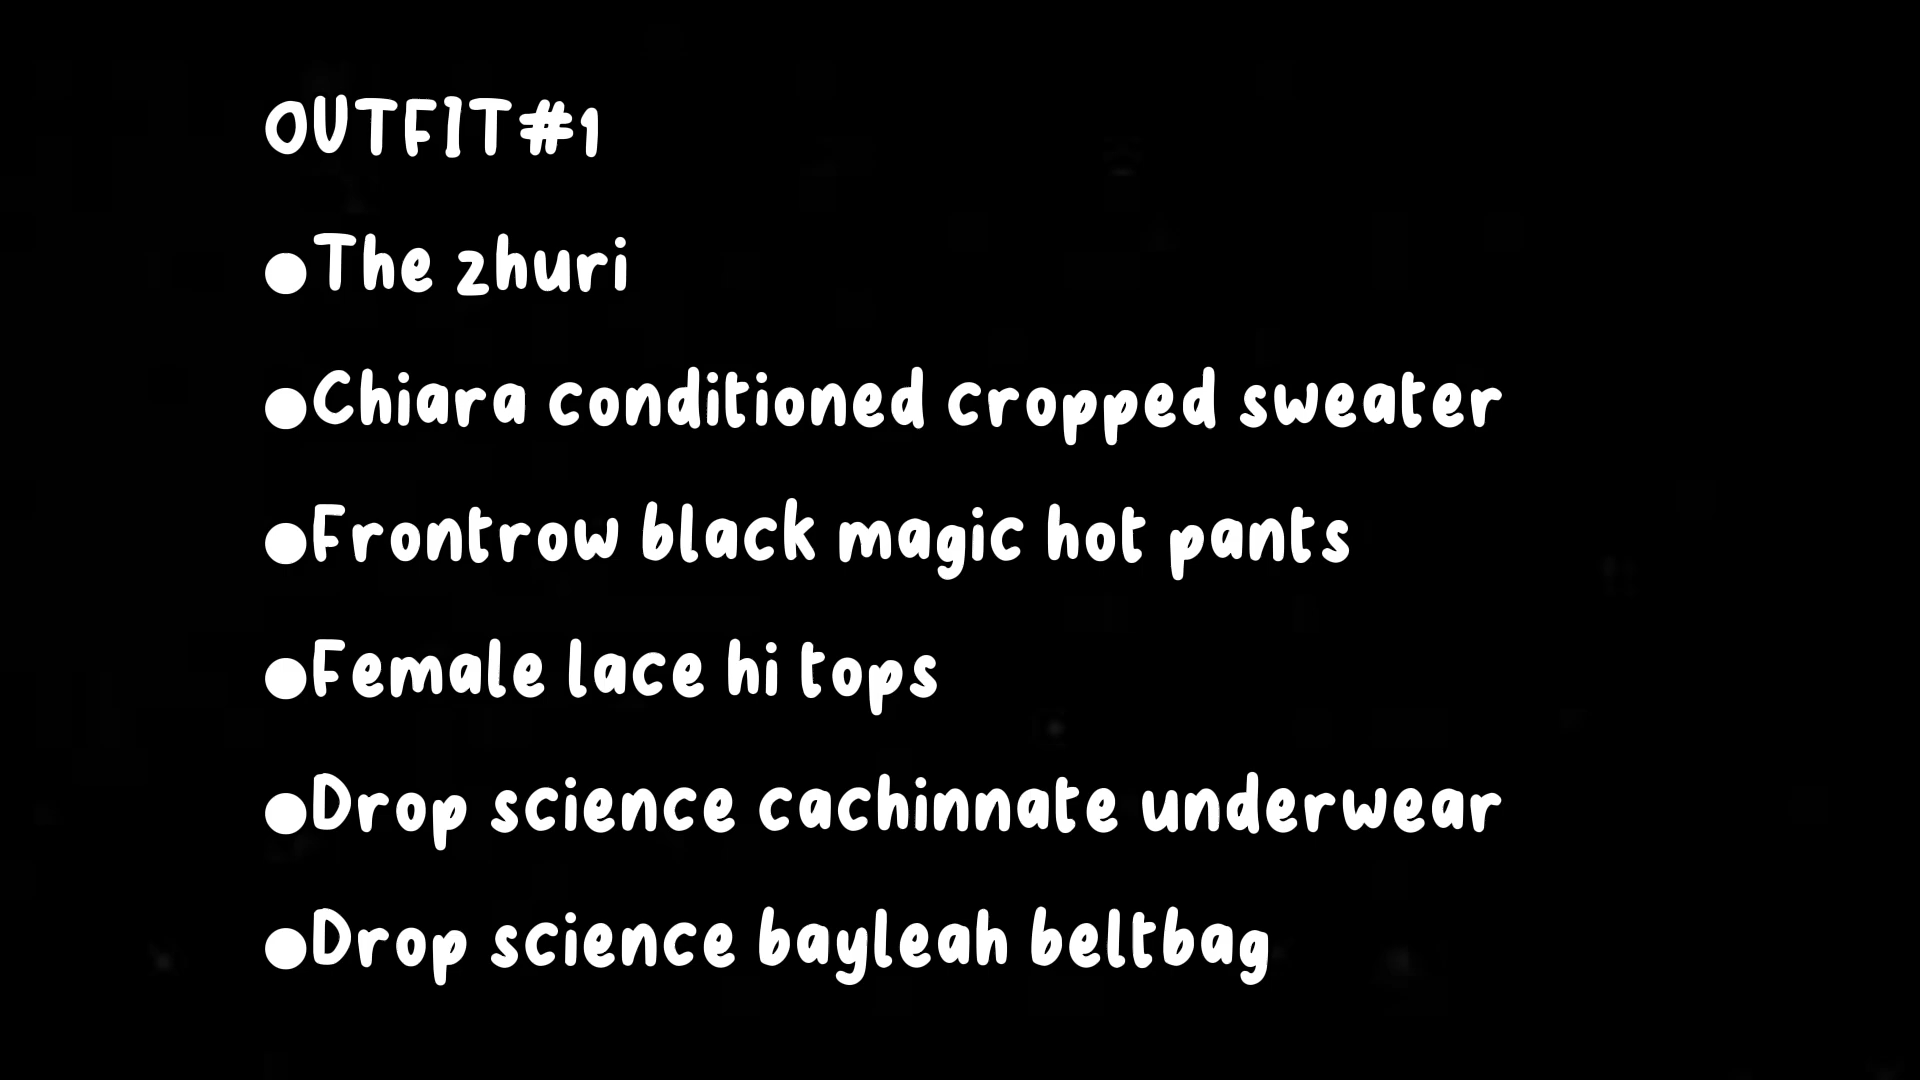 OUTFIT#1
●The zhuri
●Chiara conditioned cropped sweater
●Frontrow black magic hot pants
●Female lace hi tops
●Drop science cachinnate underwear
●Drop science bayleah beltbag